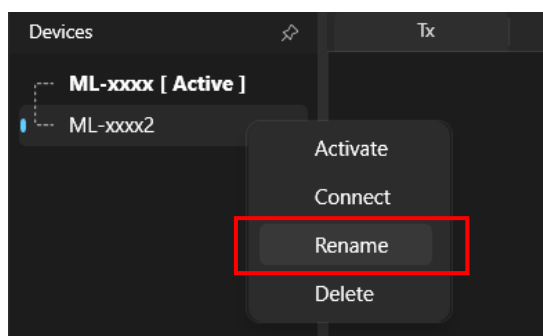 Devices
Tx
ML-xxxx [ Active ]
ML-xxxx2
Activate
Connect
Rename
Delete